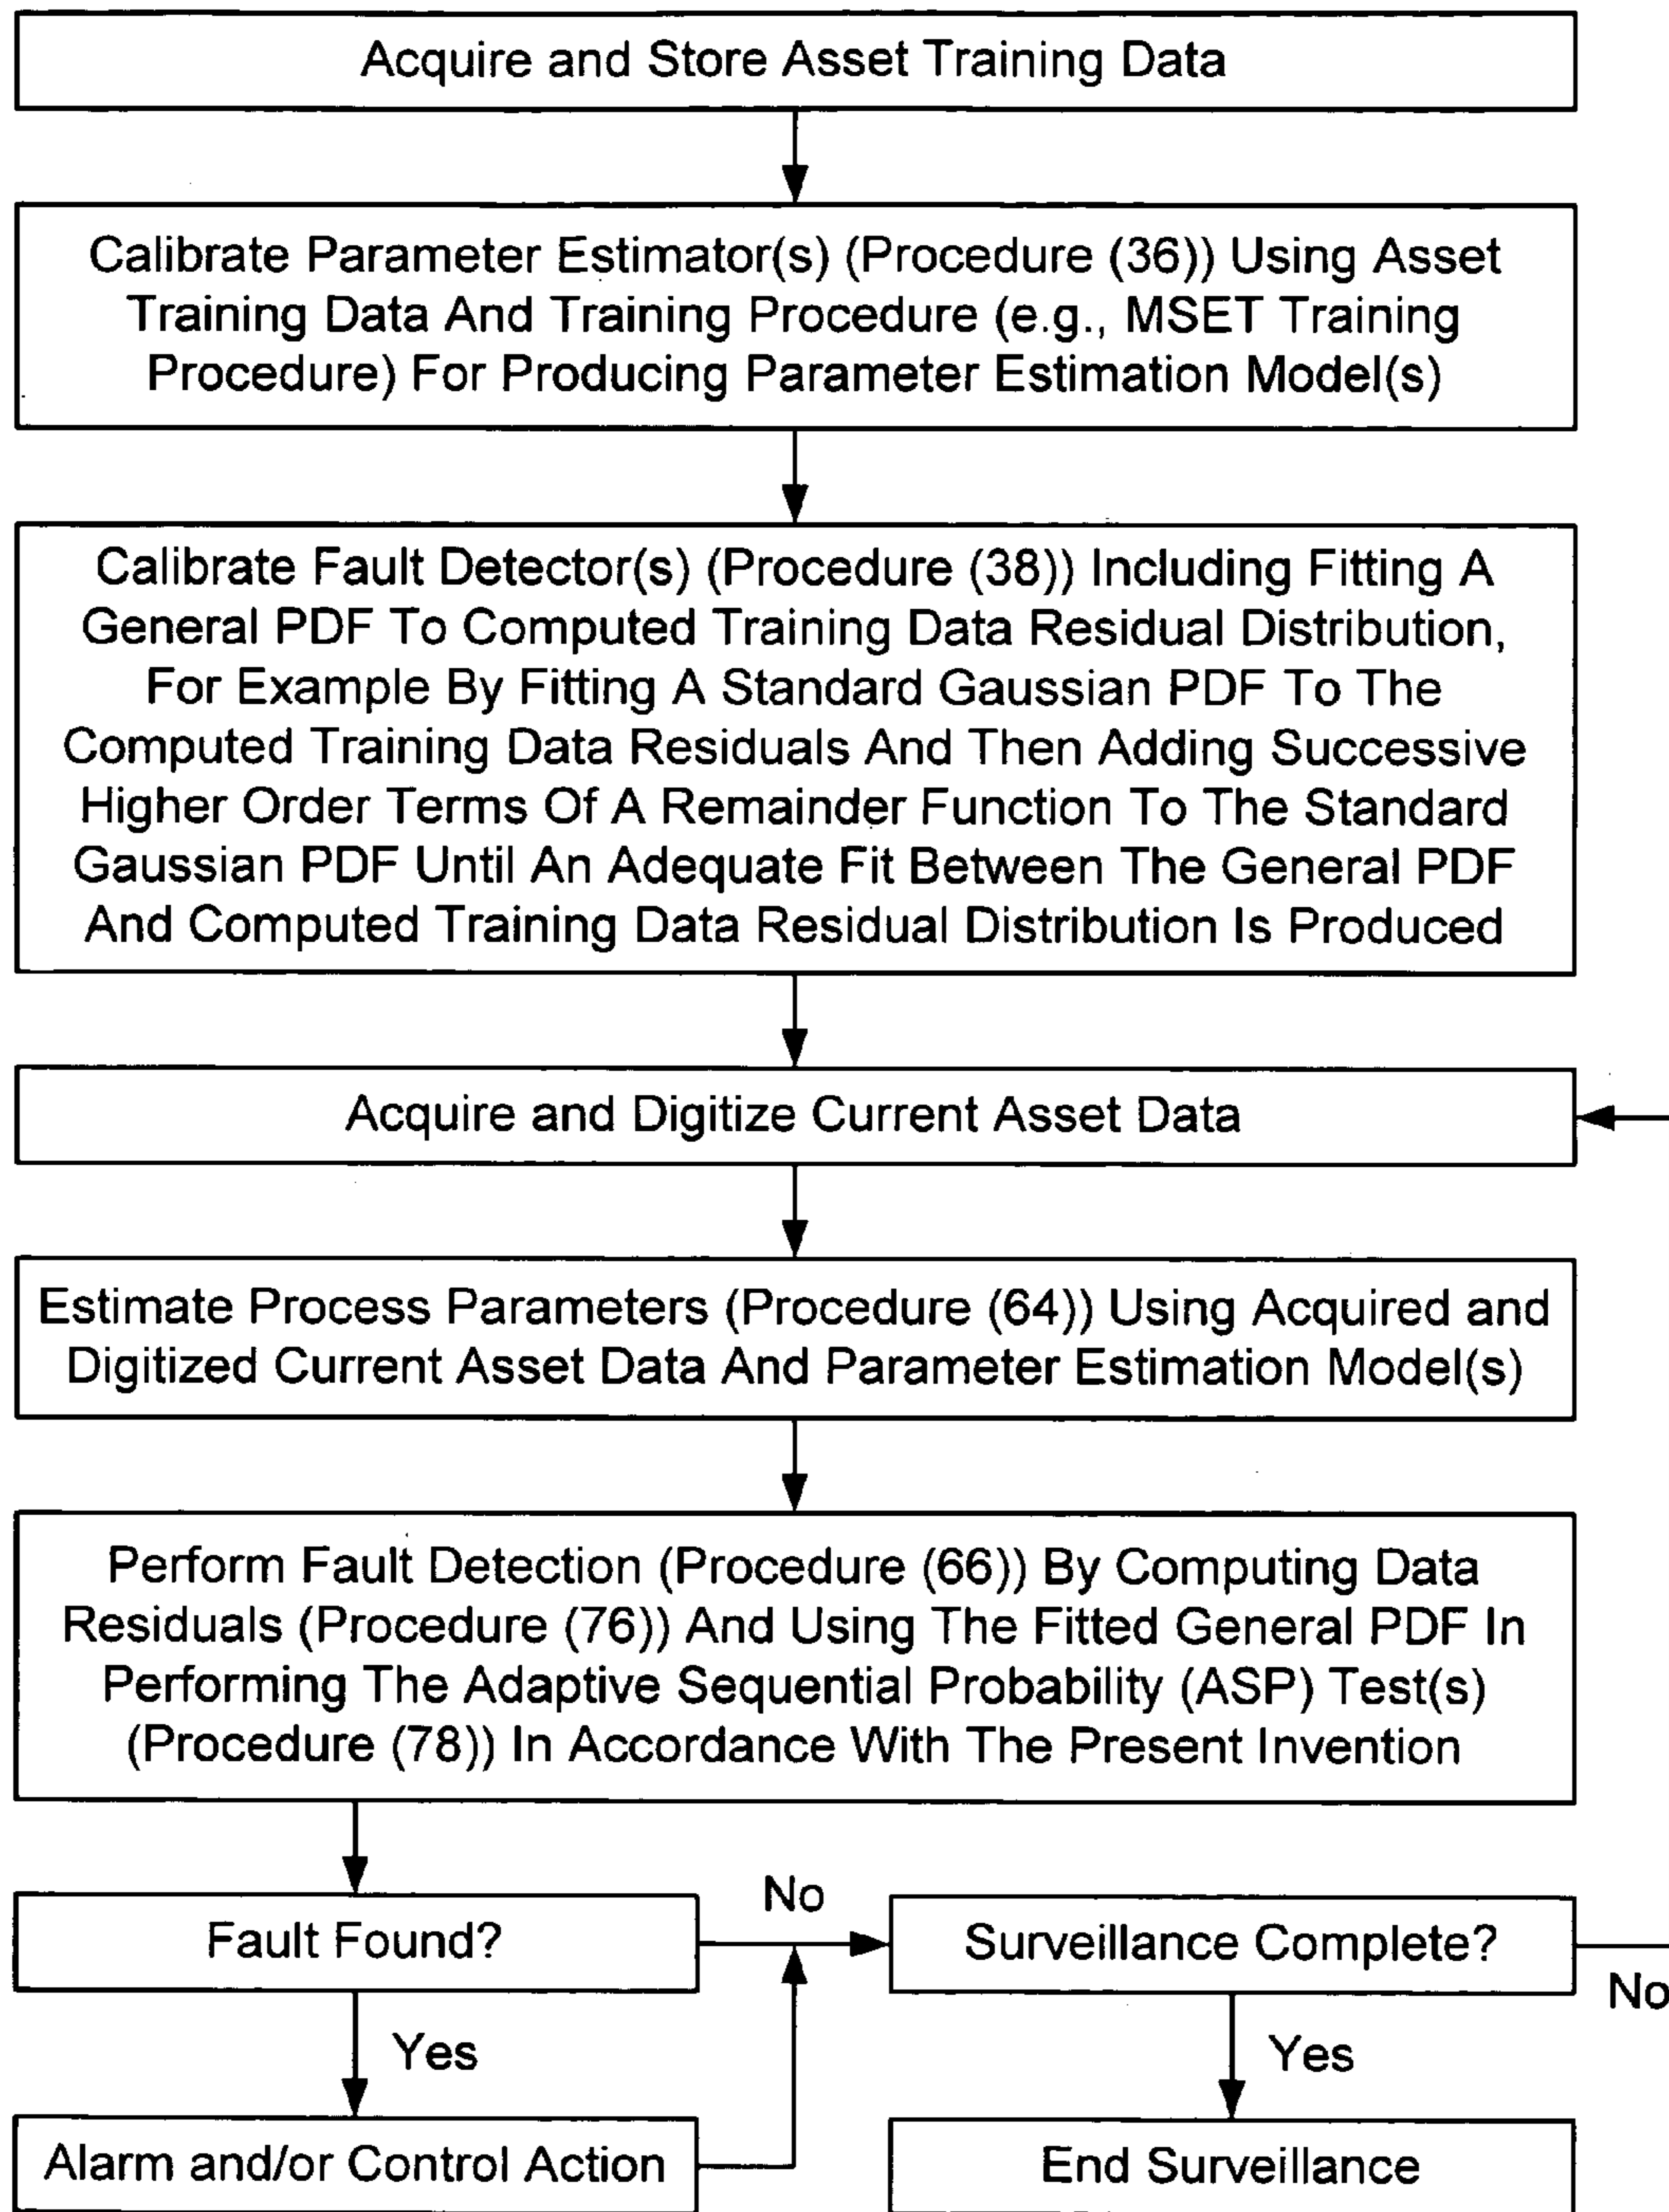 Acquire and Store Asset Training Data
Calibrate Parameter Estimator(s) (Procedure (36)) Using Asset
Training Data And Training Procedure (e.g., MSET Training
Procedure) For Producing Parameter Estimation Model(s)
Calibrate Fault Detector(s) (Procedure (38)) Including Fitting A
General PDF To Computed Training Data Residual Distribution,
For Example By Fitting A Standard Gaussian PDF To The
Computed Training Data Residuals And Then Adding Successive
Higher Order Terms Of A Remainder Function To The Standard
Gaussian PDF Until An Adequate Fit Between The General PDF
And Computed Training Data Residual Distribution Is Produced
Acquire and Digitize Current Asset Data
Estimate Process Parameters (Procedure (64)) Using Acquired and
Digitized Current Asset Data And Parameter Estimation Model(s)
Perform Fault Detection (Procedure (66)) By Computing Data
Residuals (Procedure (76)) And Using The Fitted General PDF In
Performing The Adaptive Sequential Probability (ASP) Test(s)
(Procedure (78)) In Accordance With The Present Invention
Fault Found?
No
Surveillance Complete?
No
Yes
Yes
Alarm and/or Control Action
End Surveillance